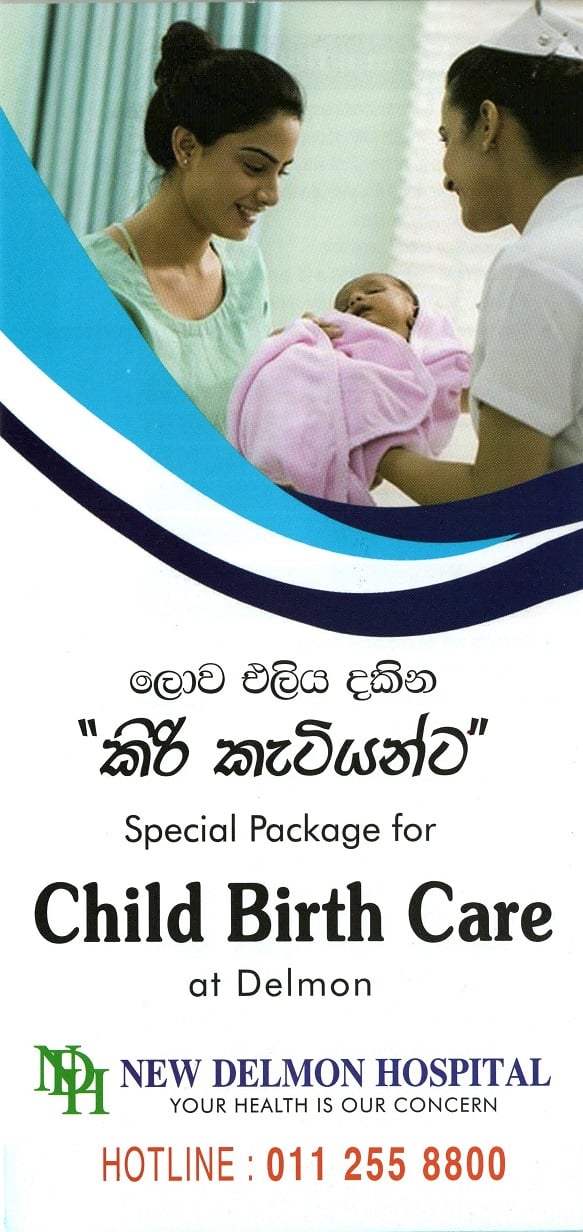 ලොව එළිය දකින
"කිරි කැටියන්ට"
Special Package for
Child Birth Care
at Delmon
NDH NEW DELMON HOSPITAL
YOUR HEALTH IS OUR CONCERN
HOTLINE : 011 255 8800